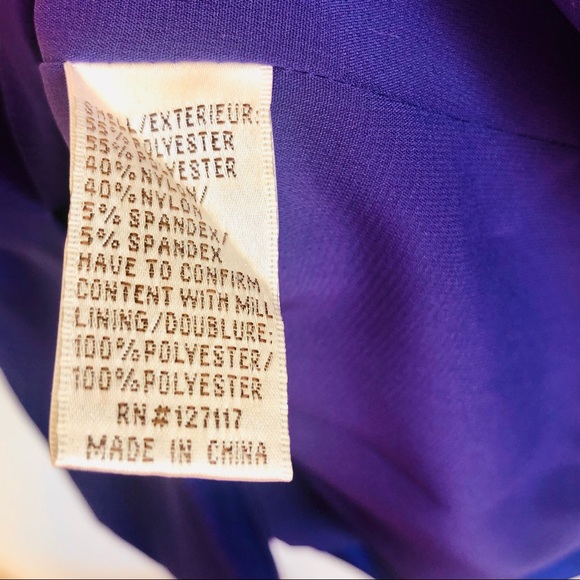 SHELL/EXTERIEUR:
55% POLYESTER
55% POLYESTER
40% NYLON/
40% NYLON/
5% SPANDEX/
5% SPANDEX
HAVE TO CONFIRM
CONTENT WITH MILL
LINING/DOUBLURE:
100% POLYESTER/
100% POLYESTER
RN#127117
MADE IN CHINA